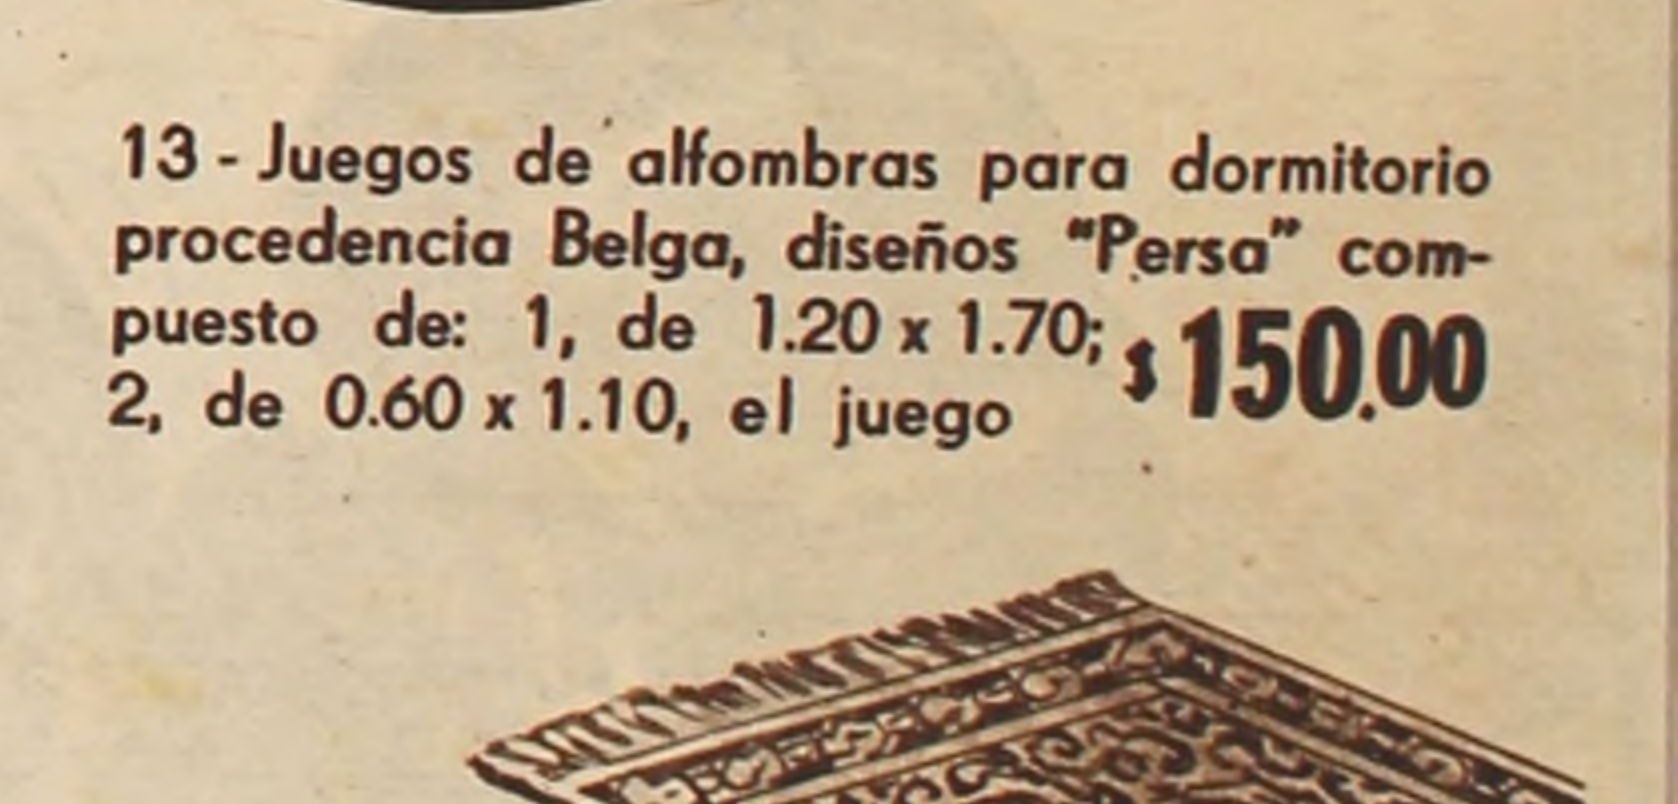 13 - Juegos de alfombras para dormitorio
procedencia Belga, diseños "Persa" com-
puesto de: 1, de 1.20 x 1.70;
2, de 0.60 x 1.10, el juego
$ 150.00